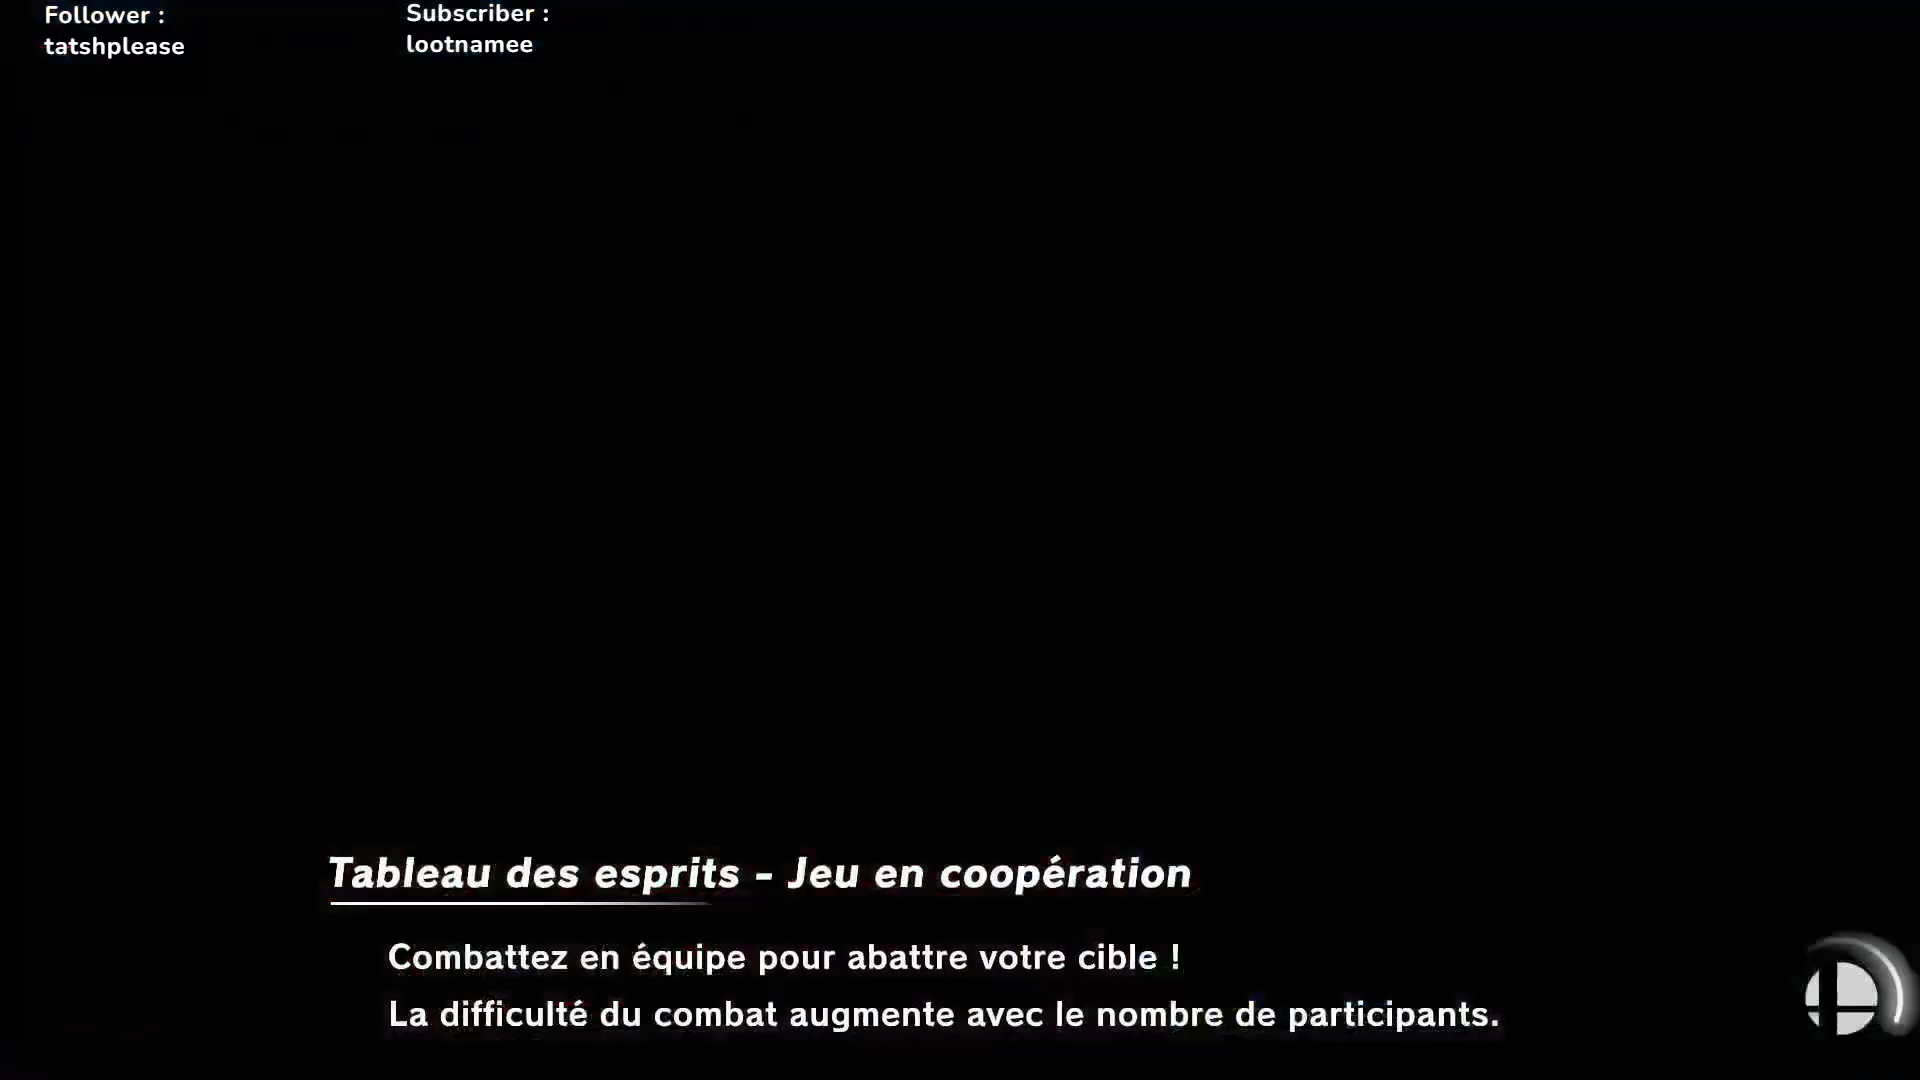 Follower :
tatshplease
Subscriber :
lootnamee
Tableau des esprits - Jeu en coopération
Combattez en équipe pour abattre votre cible !
La difficulté du combat augmente avec le nombre de participants.